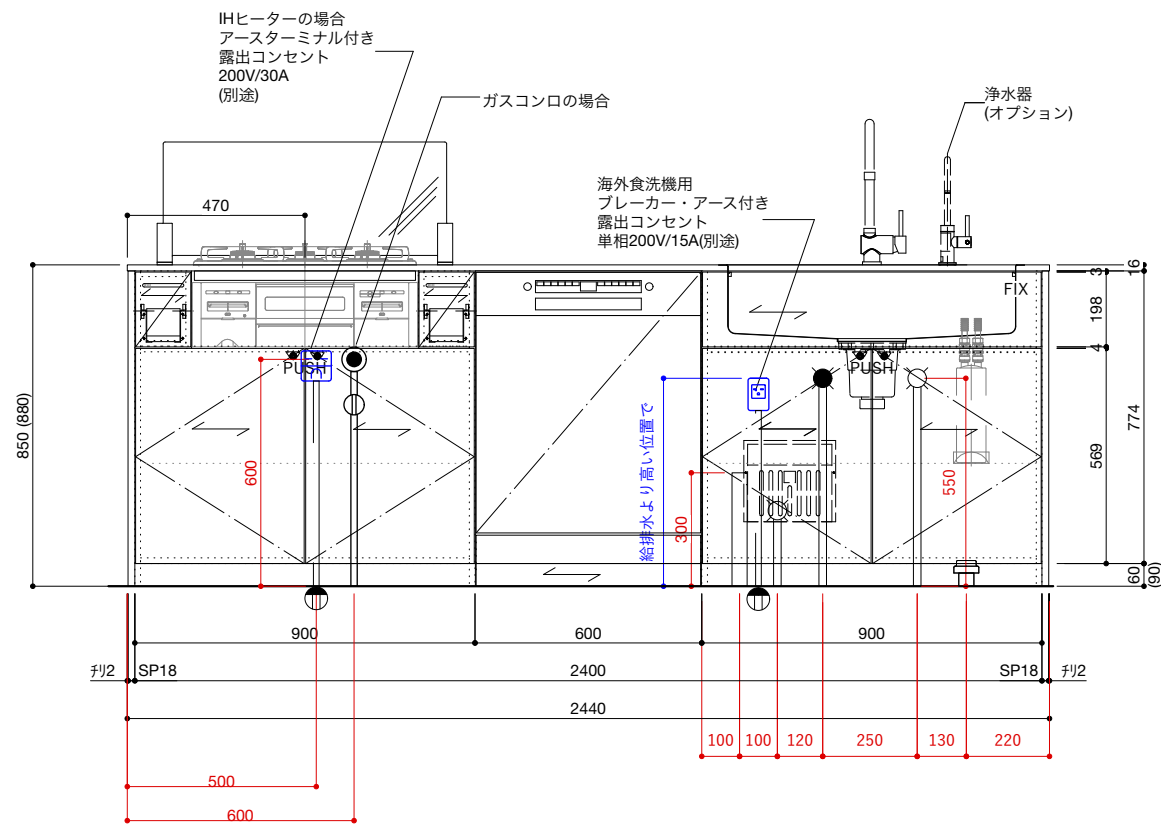 IHヒーターの場合
アースターミナル付き
露出コンセント
200V/30A
(別途)
ガスコンロの場合
浄水器
(オプション)
海外食洗機用
ブレーカー・アース付き
露出コンセント
単相200V/15A(別途)
470
16
3
FIX
198
4
PUSH
PUSH
850 (880)
774
569
600
給排水より高い位置で
300
550
60
(90)
900
600
900
ﾁﾘ2
SP18
2400
SP18
ﾁﾘ2
2440
100
100
120
250
130
220
500
600